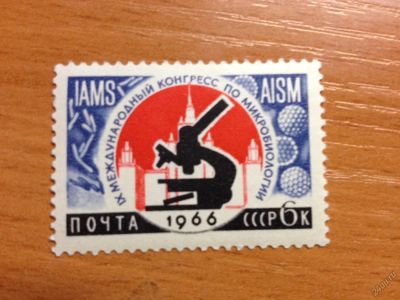 IAMS AISM
IX МЕЖДУНАРОДНЫЙ КОНГРЕСС ПО МИКРОБИОЛОГИИ
ПОЧТА 1966 СССР 6К